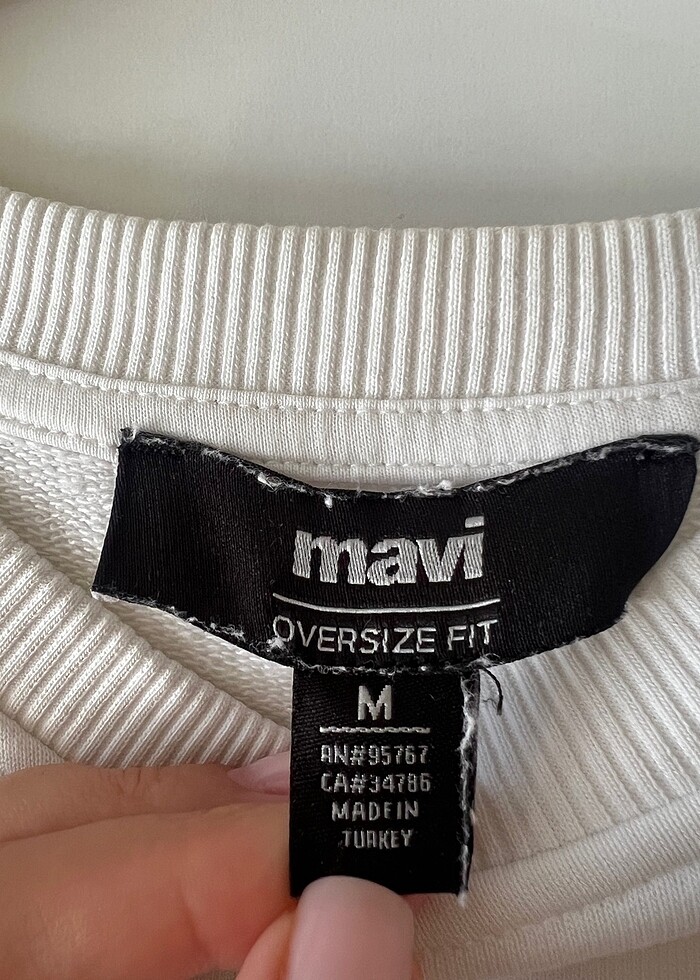 mavi
OVERSIZE FIT
M
RN#95767
CA#34786
MADE IN
TURKEY